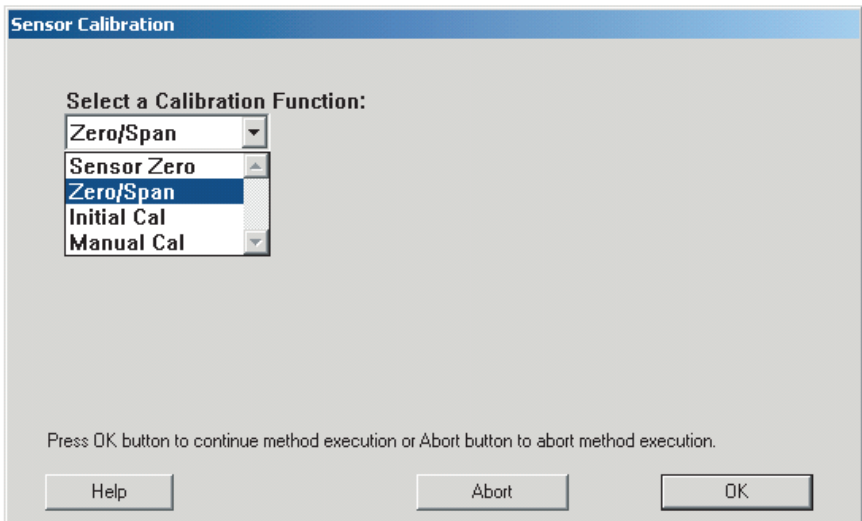 Sensor Calibration
Select a Calibration Function:
Zero/Span
Sensor Zero
Zero/Span
Initial Cal
Manual Cal
Press OK button to continue method execution or Abort button to abort method execution.
Help
Abort
OK